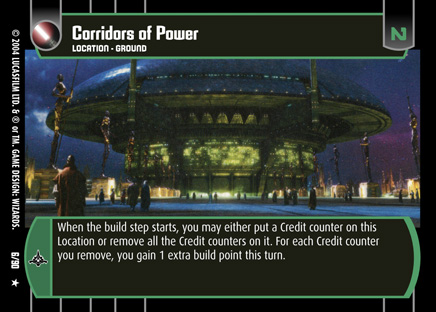 Corridors of Power
LOCATION - GROUND
N
When the build step starts, you may either put a Credit counter on this
Location or remove all the Credit counters on it. For each Credit counter
you remove, you gain 1 extra build point this turn.
© 2004 LUCASFILM LTD. & ® or TM. GAME DESIGN: WIZARDS.
6/90